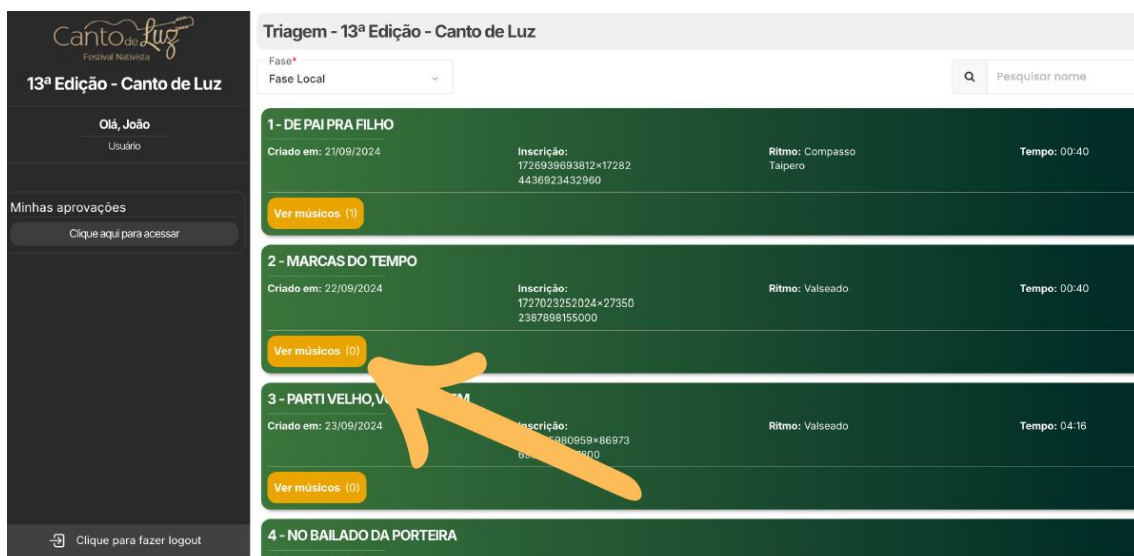 Canto de Luz
Festival Nativista
13ª Edição - Canto de Luz
Olá, João
Usuário
Minhas aprovações
Clique aqui para acessar
Clique para fazer logout
Triagem - 13ª Edição - Canto de Luz
Fase*
Fase Local
Pesquisar nome
1 - DE PAI PRA FILHO
Criado em: 21/09/2024
Inscrição:
1726939693812×17282
4436923432960
Ritmo: Compasso
Taipero
Tempo: 00:40
Ver músicos (1)
2 - MARCAS DO TEMPO
Criado em: 22/09/2024
Inscrição:
1727023252024×27350
2387898155000
Ritmo: Valseado
Tempo: 00:40
Ver músicos (0)
3 - PARTI VELHO,
Criado em: 23/09/2024
Inscrição:
980959×86973
Ritmo: Valseado
Tempo: 04:16
Ver músicos (0)
4 - NO BAILADO DA PORTEIRA